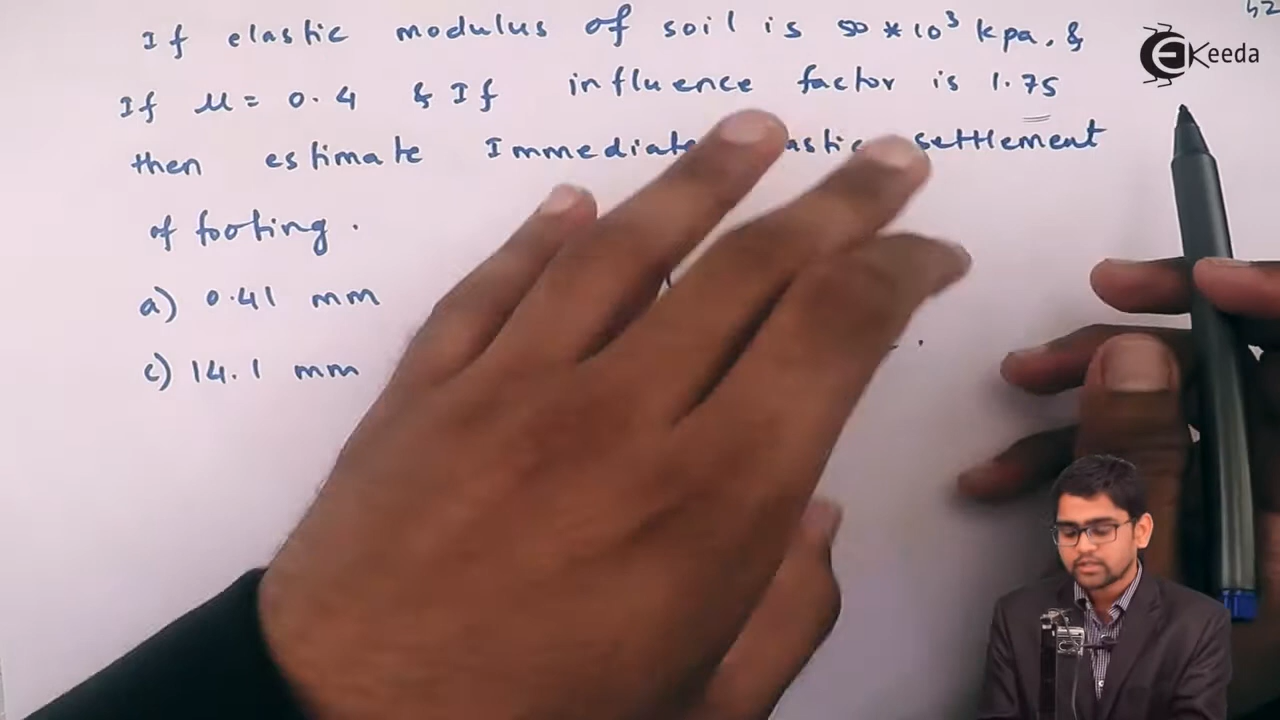 If elastic modulus of soil is 50 * 10³ kpa. &
If μ = 0.4 & If influence factor is 1.75
then estimate Immediate settlement
of footing.
a) 0.41 mm
c) 14.1 mm
EKeeda